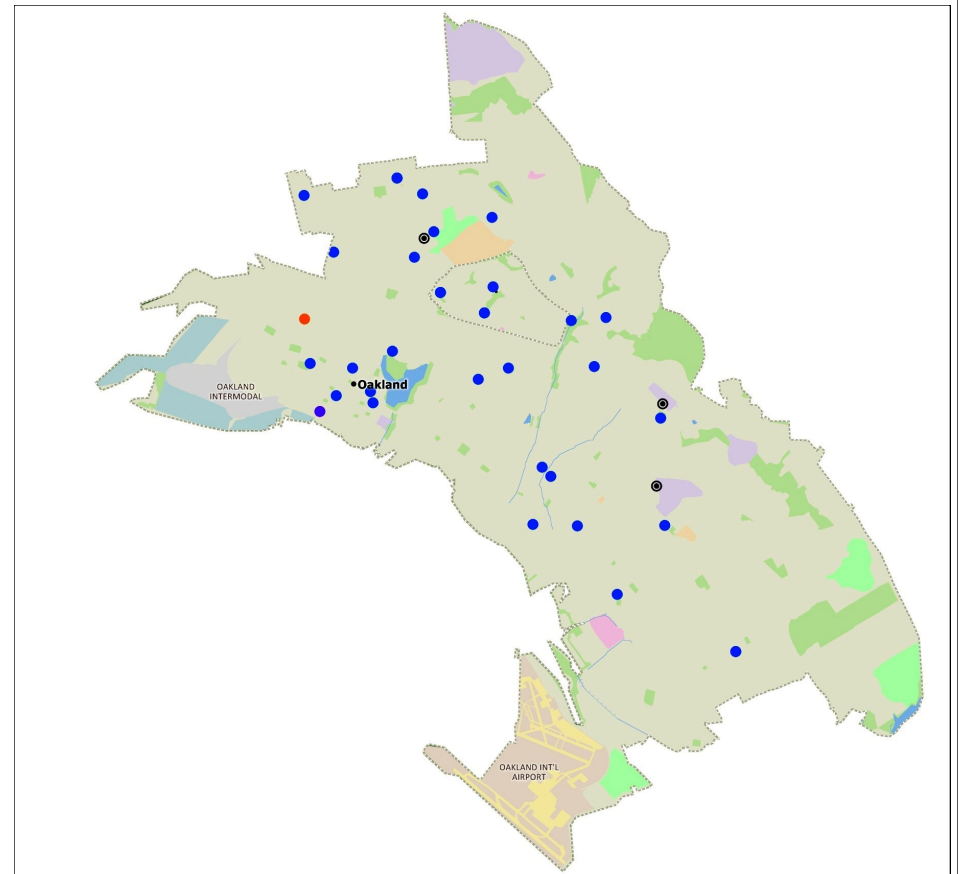 Oakland
OAKLAND
INTERMODAL
OAKLAND INT'L
AIRPORT